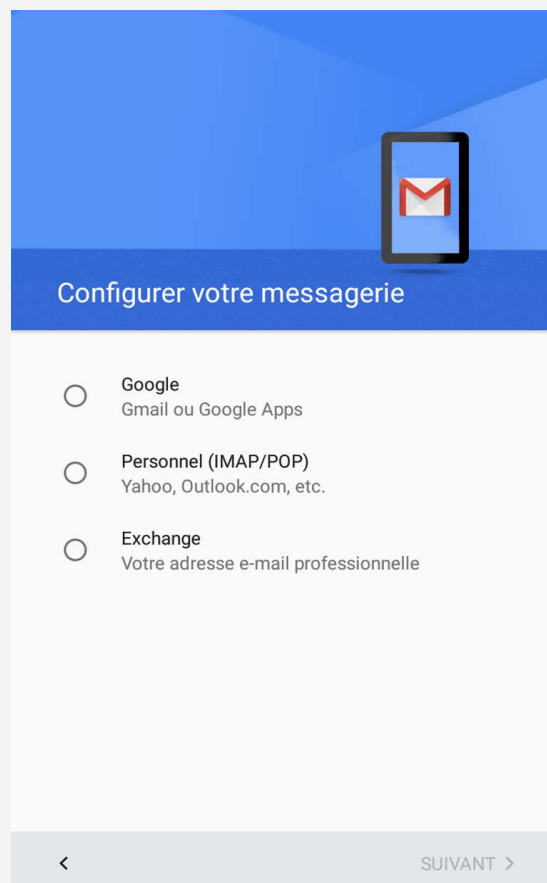 Configurer votre messagerie
Google
Gmail ou Google Apps
Personnel (IMAP/POP)
Yahoo, Outlook.com, etc.
Exchange
Votre adresse e-mail professionnelle
SUIVANT